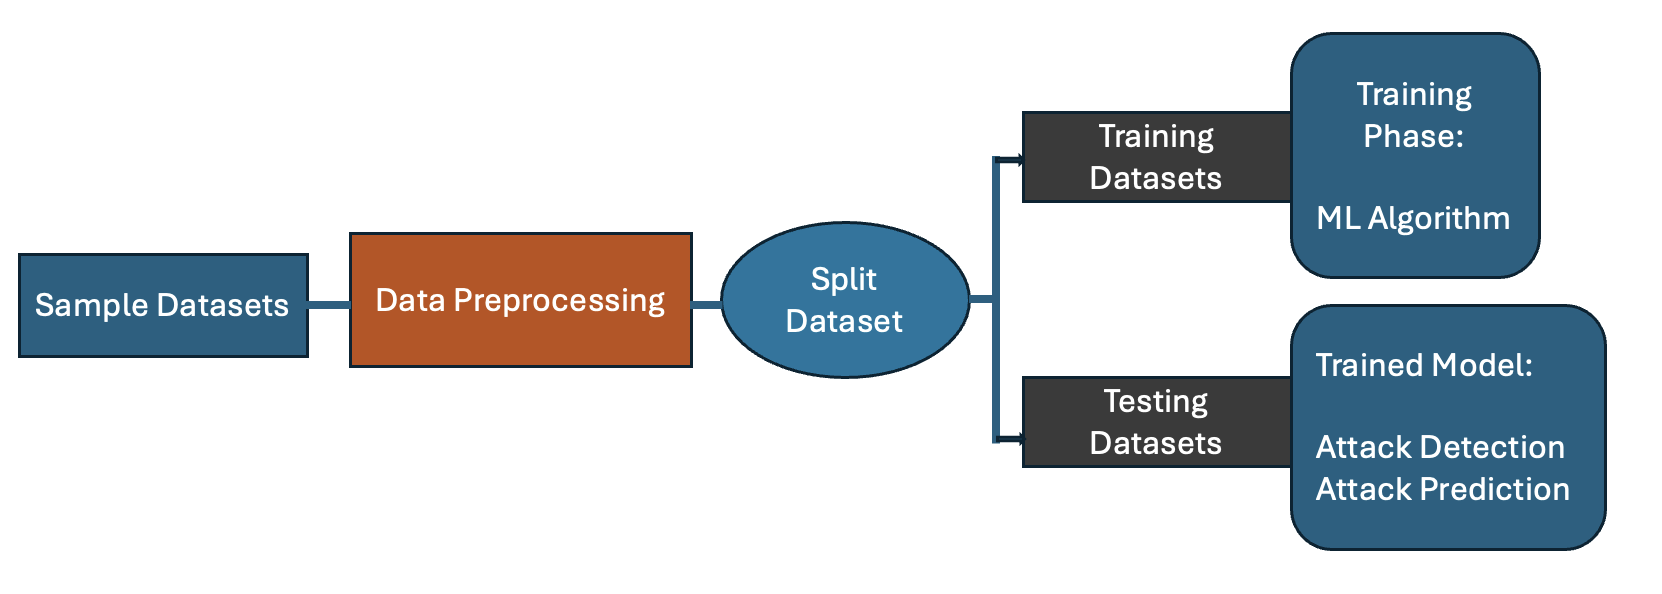 Sample Datasets
Data Preprocessing
Split
Dataset
Training
Datasets
Training
Phase:
ML Algorithm
Testing
Datasets
Trained Model:
Attack Detection
Attack Prediction